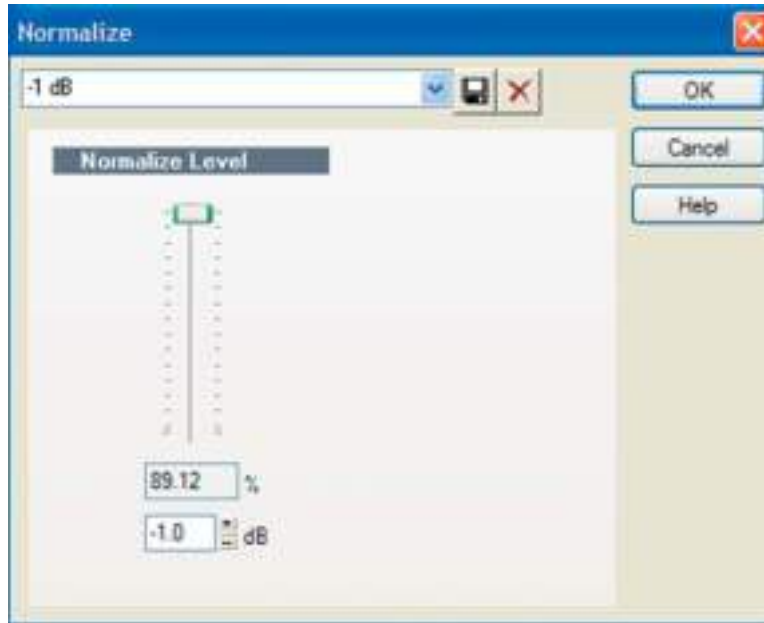 Normalize
-1 dB
OK
Cancel
Help
Normalize Level
89.12 %
-1.0 dB